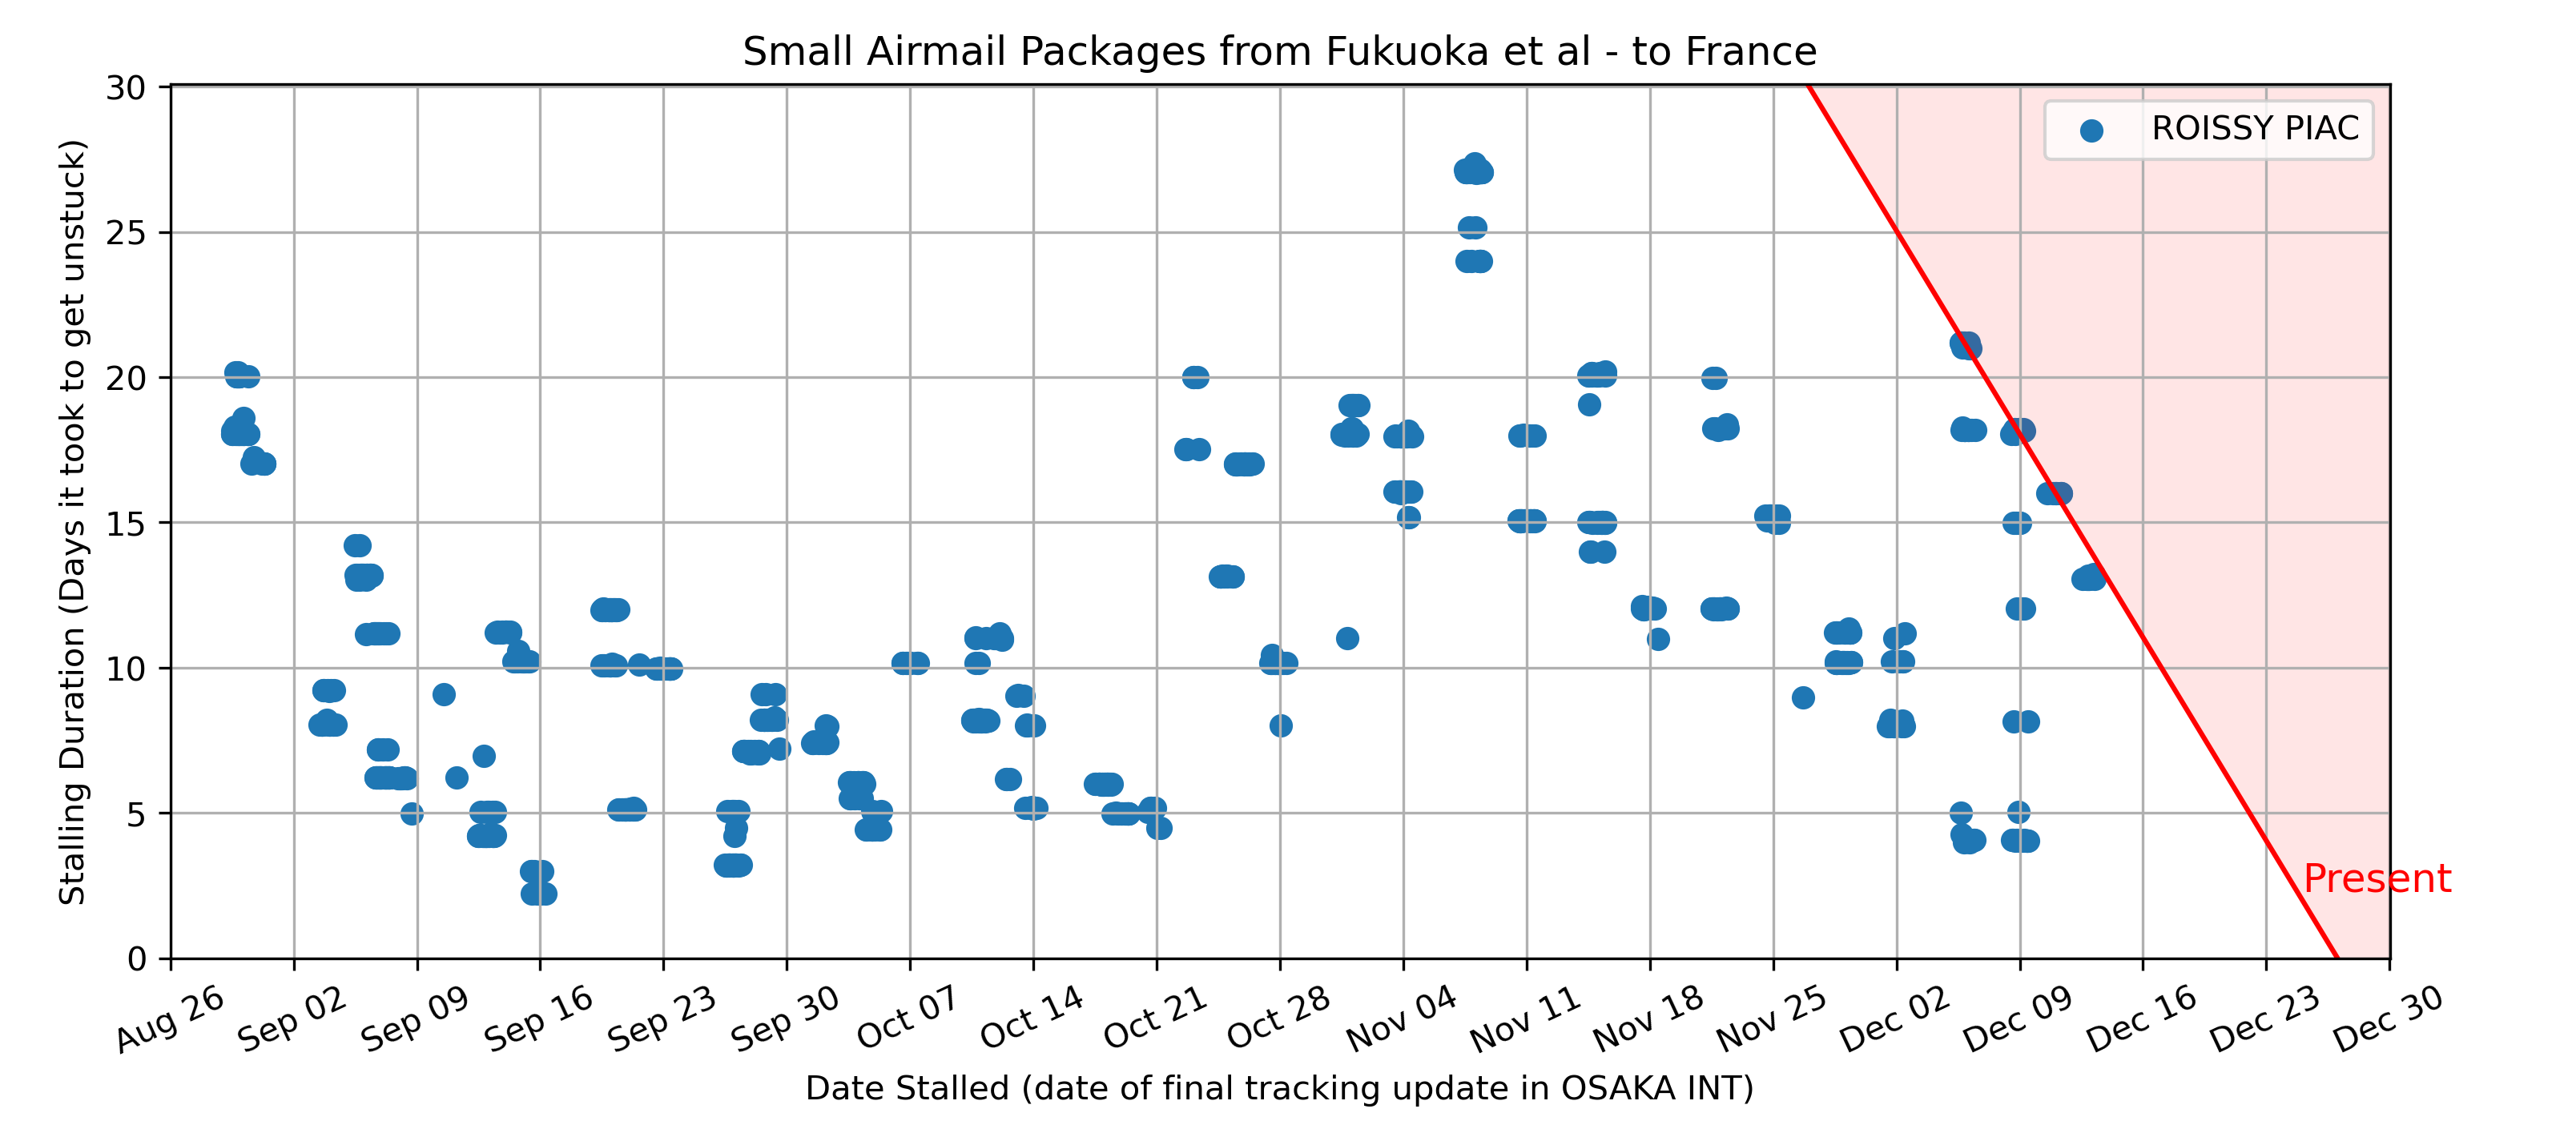 Small Airmail Packages from Fukuoka et al - to France
Stalling Duration (Days it took to get unstuck)
30
25
20
15
10
5
0
ROISSY PIAC
Present
Aug 26
Sep 02
Sep 09
Sep 16
Sep 23
Sep 30
Oct 07
Oct 14
Oct 21
Oct 28
Nov 04
Nov 11
Nov 18
Nov 25
Dec 02
Dec 09
Dec 16
Dec 23
Dec 30
Date Stalled (date of final tracking update in OSAKA INT)